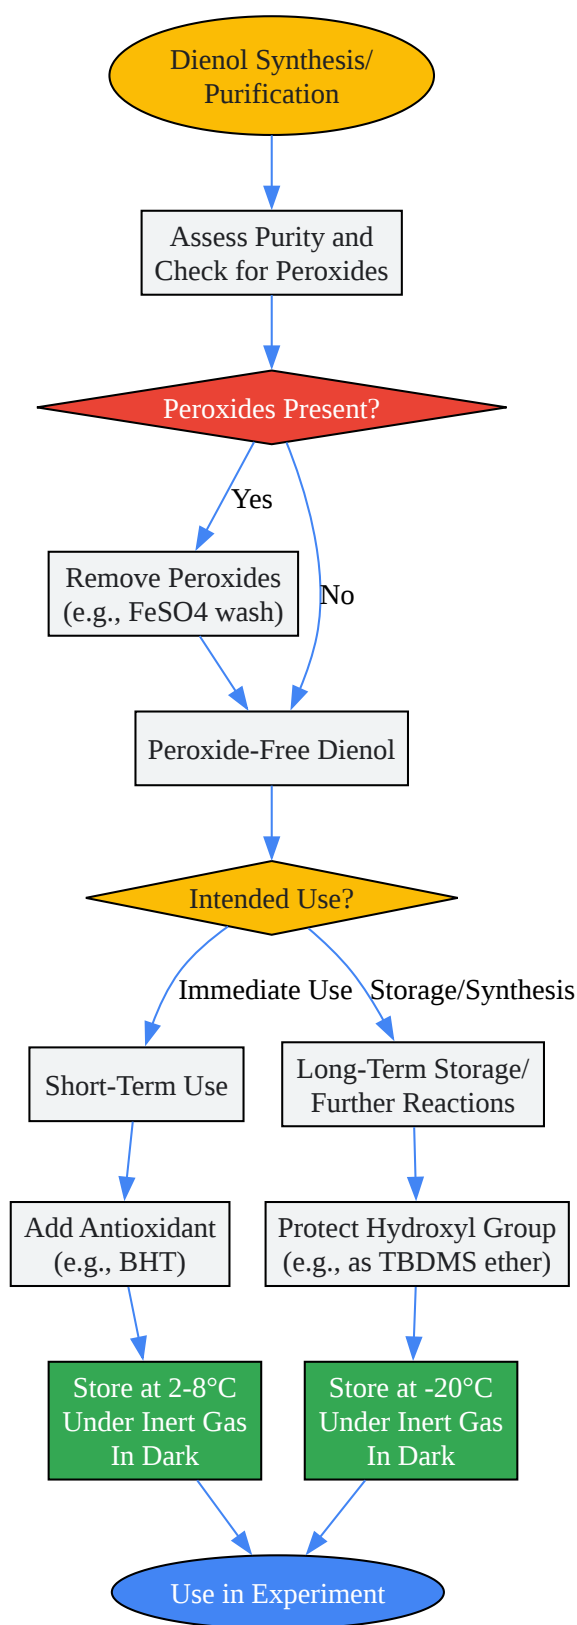 Dienol Synthesis/
Purification
Assess Purity and
Check for Peroxides
Peroxides Present?
Yes
Remove Peroxides
(e.g., FeSO4 wash)
No
Peroxide-Free Dienol
Intended Use?
Immediate Use
Storage/Synthesis
Short-Term Use
Long-Term Storage/
Further Reactions
Add Antioxidant
(e.g., BHT)
Protect Hydroxyl Group
(e.g., as TBDMS ether)
Store at 2-8°C
Under Inert Gas
In Dark
Store at -20°C
Under Inert Gas
In Dark
Use in Experiment